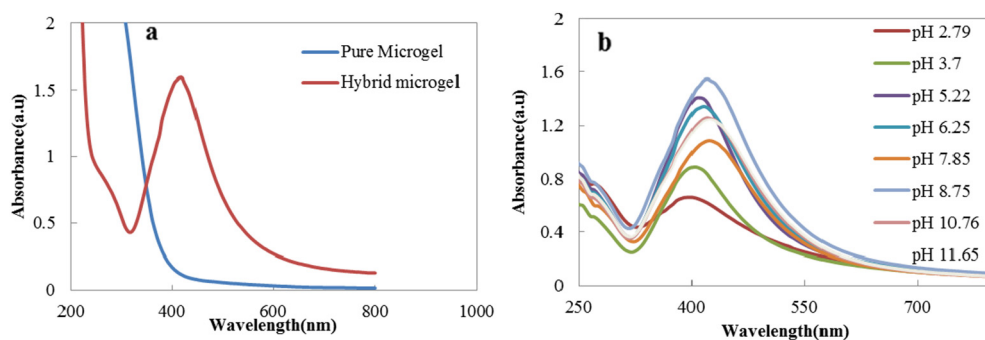 a
Absorbance(a.u)
2
1.5
1
0.5
0
200
400
600
800
1000
Wavelength(nm)
Pure Microgel
Hybrid microgel
b
Absorbance(a.u)
2
1.6
1.2
0.8
0.4
0
250
400
550
700
Wavelength(nm)
pH 2.79
pH 3.7
pH 5.22
pH 6.25
pH 7.85
pH 8.75
pH 10.76
pH 11.65